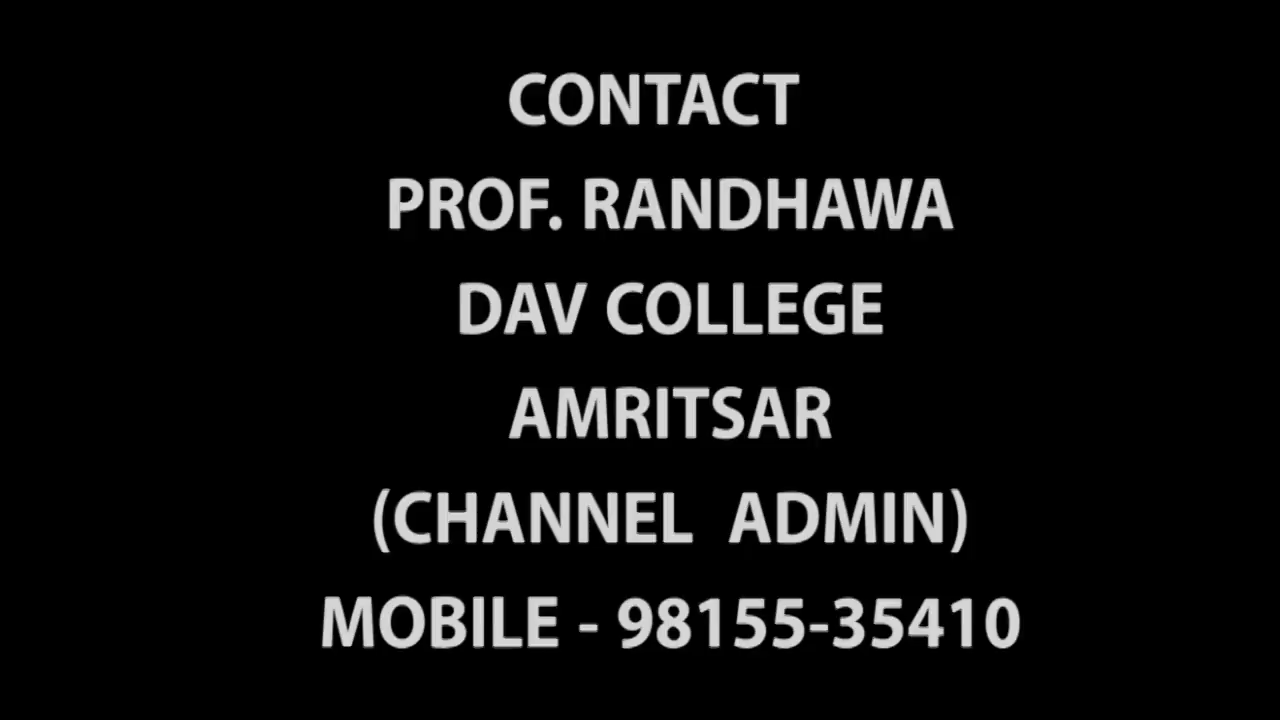 CONTACT
PROF. RANDHAWA
DAV COLLEGE
AMRITSAR
(CHANNEL ADMIN)
MOBILE - 98155-35410